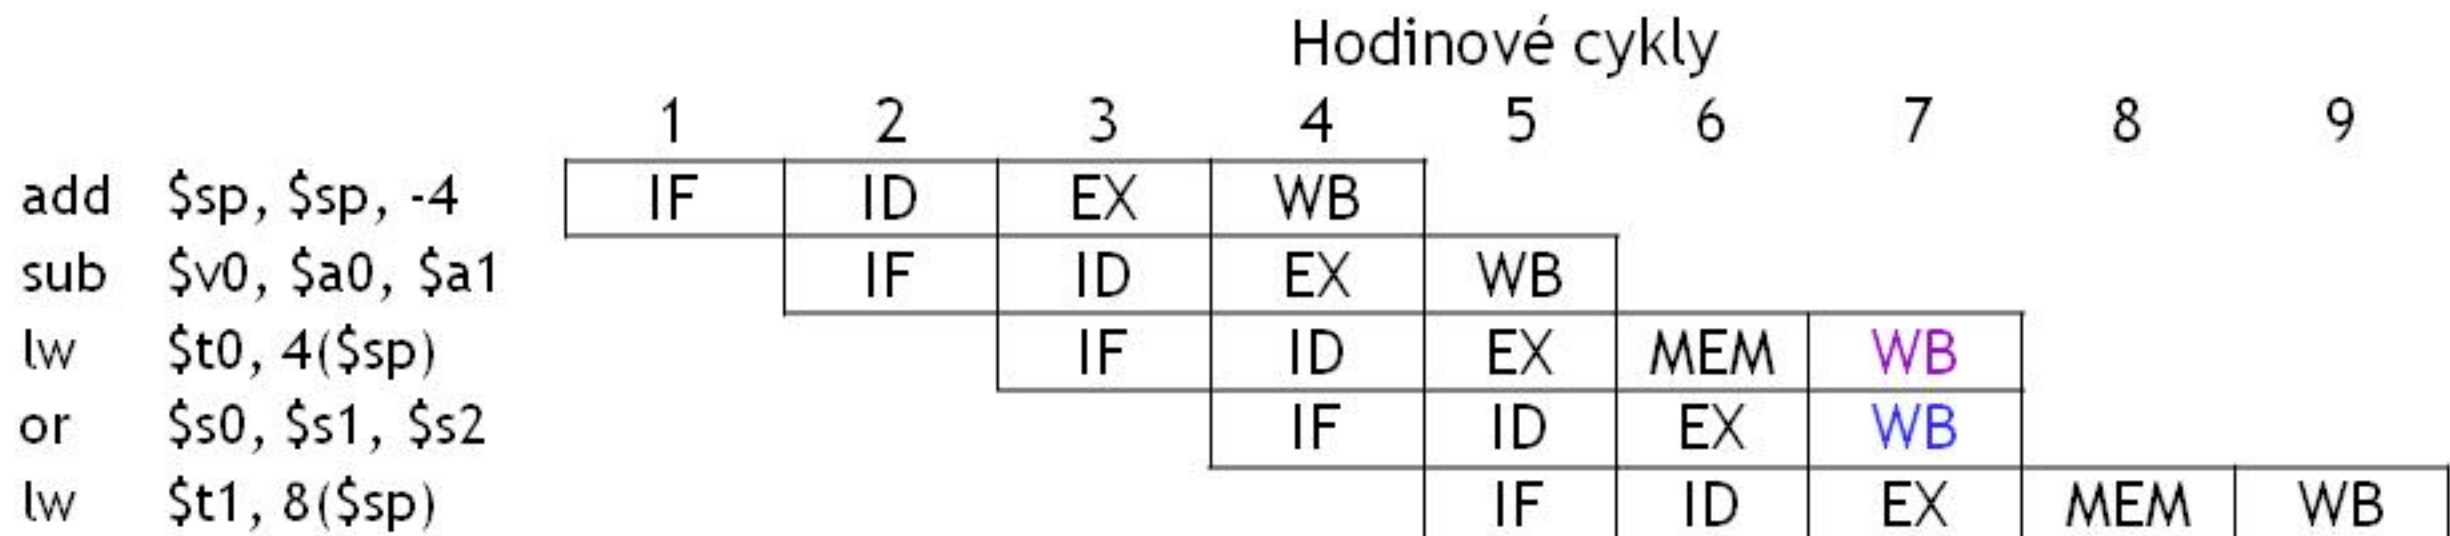 Hodinové cykly
1 2 3 4 5 6 7 8 9
add $sp, $sp, -4 IF ID EX WB
sub $v0, $a0, $a1 IF ID EX WB
lw $t0, 4($sp) IF ID EX MEM WB
or $s0, $s1, $s2 IF ID EX WB
lw $t1, 8($sp) IF ID EX MEM WB